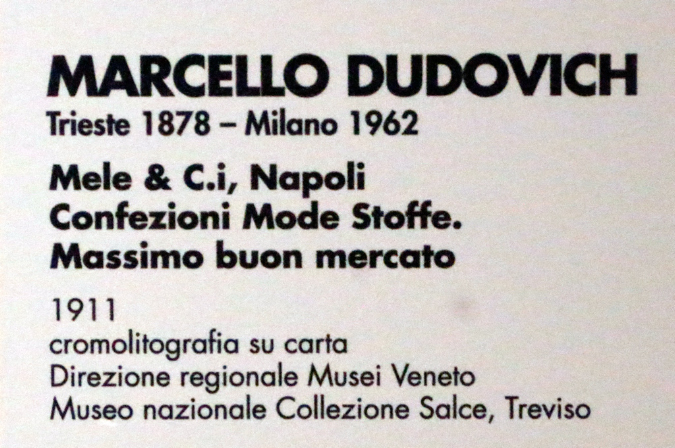 MARCELLO DUDOVICH
Trieste 1878 – Milano 1962
Mele & C.i, Napoli
Confezioni Mode Stoffe.
Massimo buon mercato
1911
cromolitografia su carta
Direzione regionale Musei Veneto
Museo nazionale Collezione Salce, Treviso